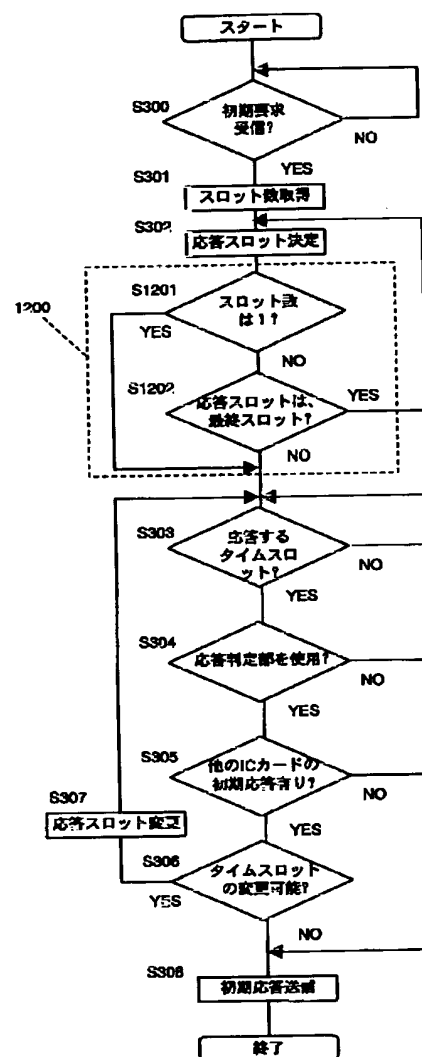 スタート
S300
初期要求
受信?
NO
YES
S301
スロット数取得
S302
応答スロット決定
1200
S1201
スロット数
は1?
YES
NO
S1202
応答スロットは、
最終スロット?
YES
NO
S303
応答する
タイムスロ
ット?
NO
YES
S304
応答判定部を使用?
NO
YES
S305
他のICカードの
初期応答有り?
NO
YES
S307
応答スロット変更
S306
タイムスロット
の変更可能?
YES
NO
S308
初期応答送信
終了